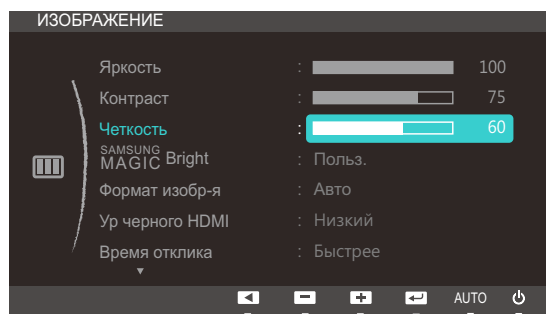 ИЗОБРАЖЕНИЕ
Яркость : 100
Контраст : 75
Четкость : 60
SAMSUNG
MAGIC Bright : Польз.
Формат изобр-я : Авто
Ур черного HDMI : Низкий
Время отклика : Быстрее
AUTO